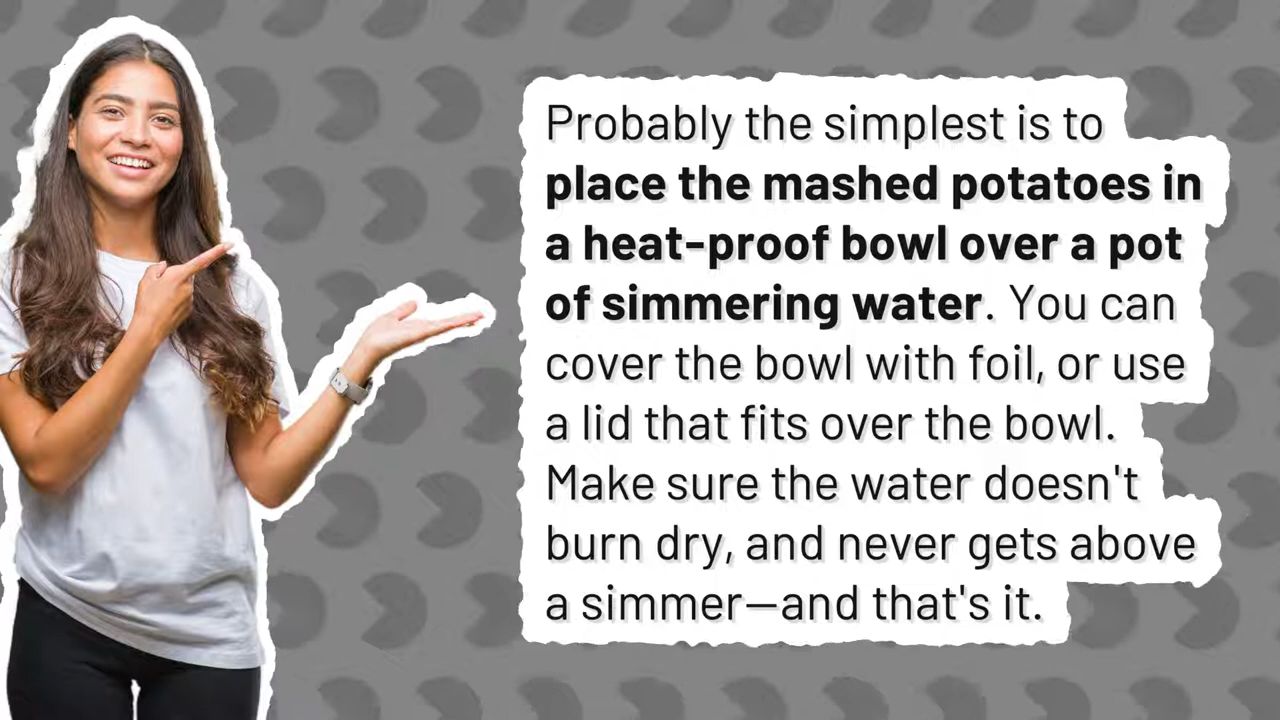 Probably the simplest is to
place the mashed potatoes in
a heat-proof bowl over a pot
of simmering water. You can
cover the bowl with foil, or use
a lid that fits over the bowl.
Make sure the water doesn't
burn dry, and never gets above
a simmer—and that's it.